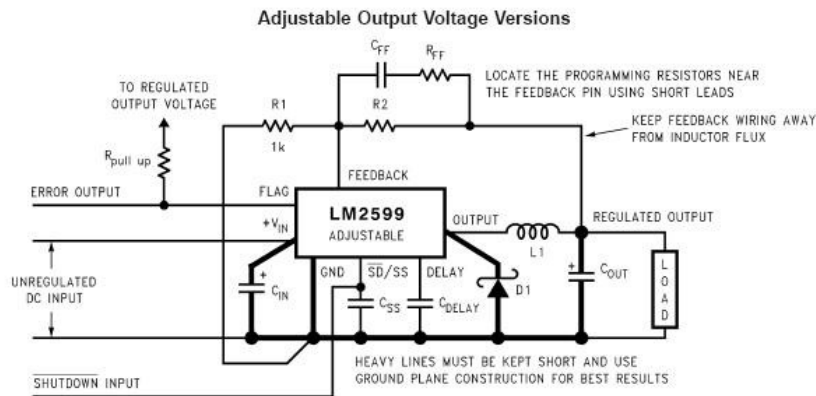 Adjustable Output Voltage Versions
CFF
RFF
LOCATE THE PROGRAMMING RESISTORS NEAR
THE FEEDBACK PIN USING SHORT LEADS
TO REGULATED
OUTPUT VOLTAGE
R1
R2
KEEP FEEDBACK WIRING AWAY
FROM INDUCTOR FLUX
1k
Rpull up
FEEDBACK
ERROR OUTPUT
FLAG
LM2599
ADJUSTABLE
+VIN
OUTPUT
REGULATED OUTPUT
L1
UNREGULATED
DC INPUT
+
CIN
GND
SD/SS
DELAY
CSS
CDELAY
D1
+
COUT
LOAD
HEAVY LINES MUST BE KEPT SHORT AND USE
GROUND PLANE CONSTRUCTION FOR BEST RESULTS
SHUTDOWN INPUT